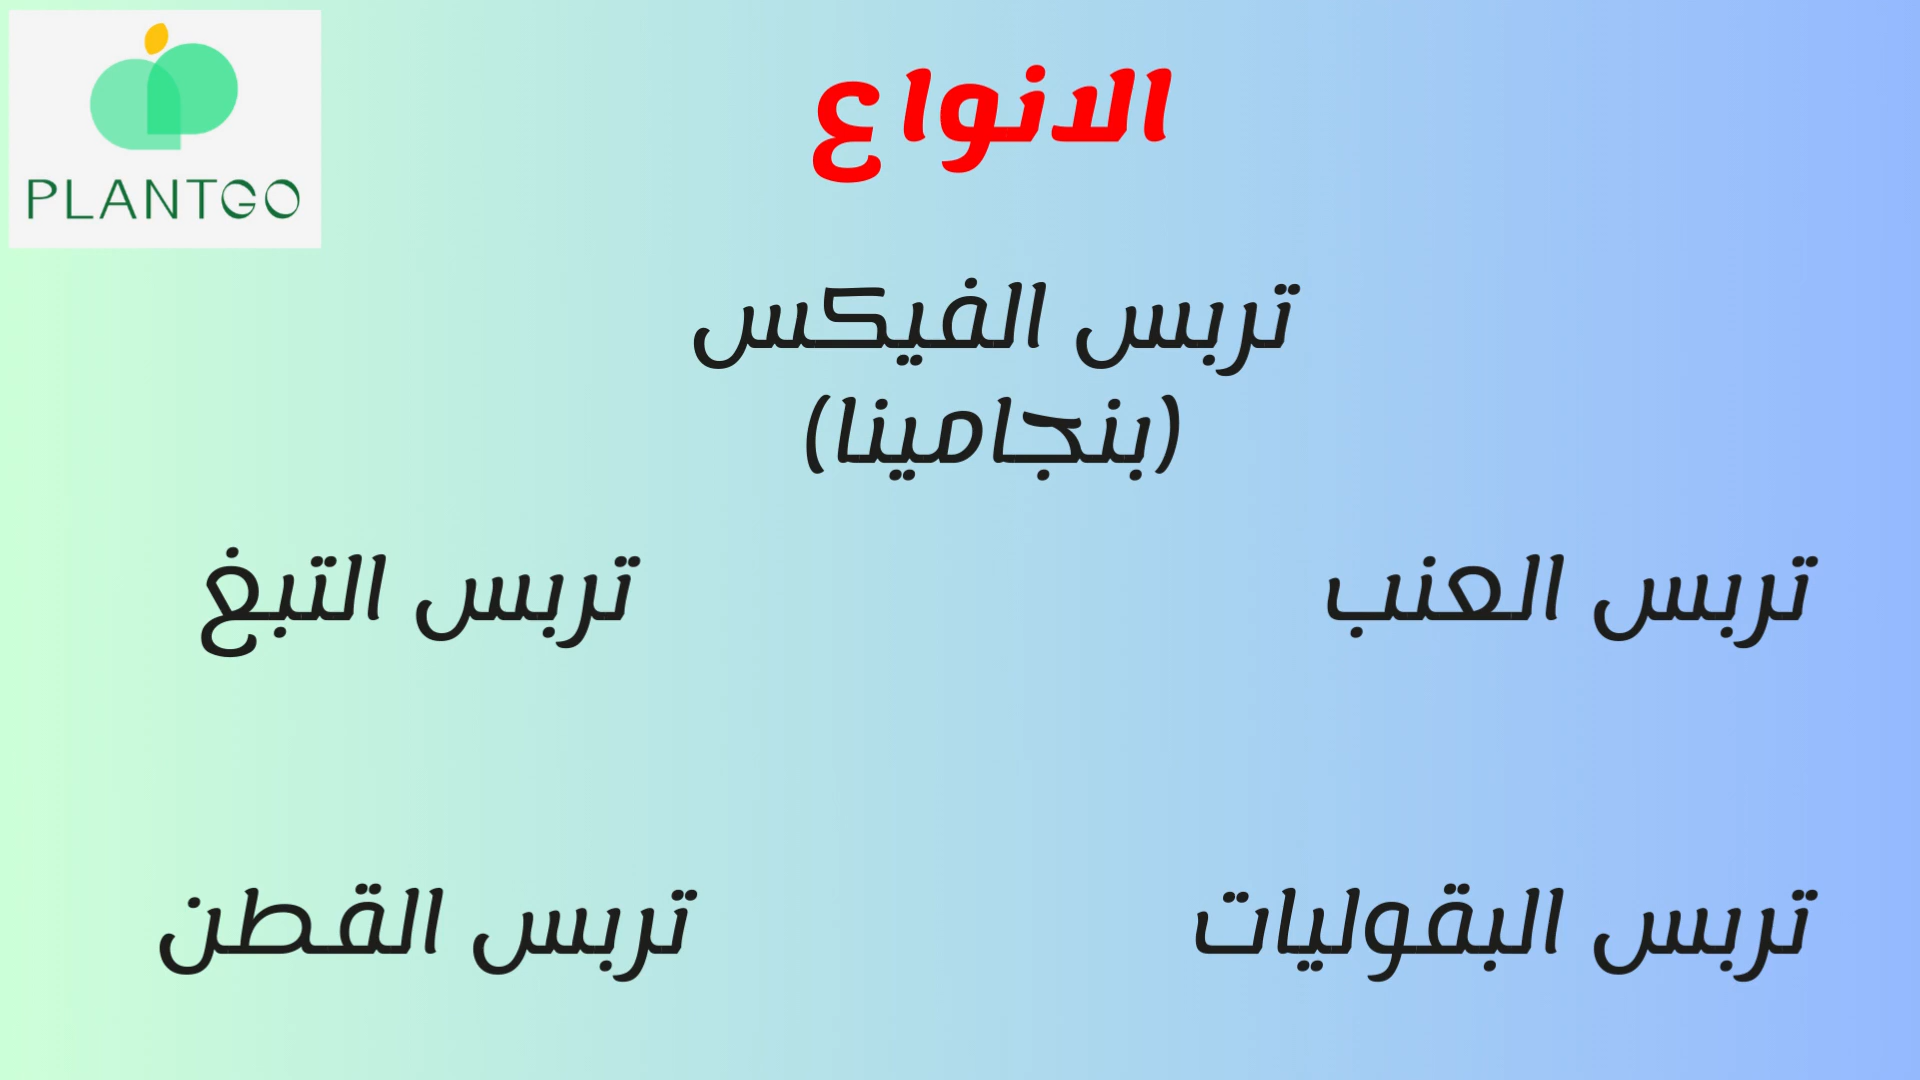 PLANTGO
الانواع
تربس الفيكس
(بنجامينا)
تربس العنب
تربس التبغ
تربس البقوليات
تربس القطن